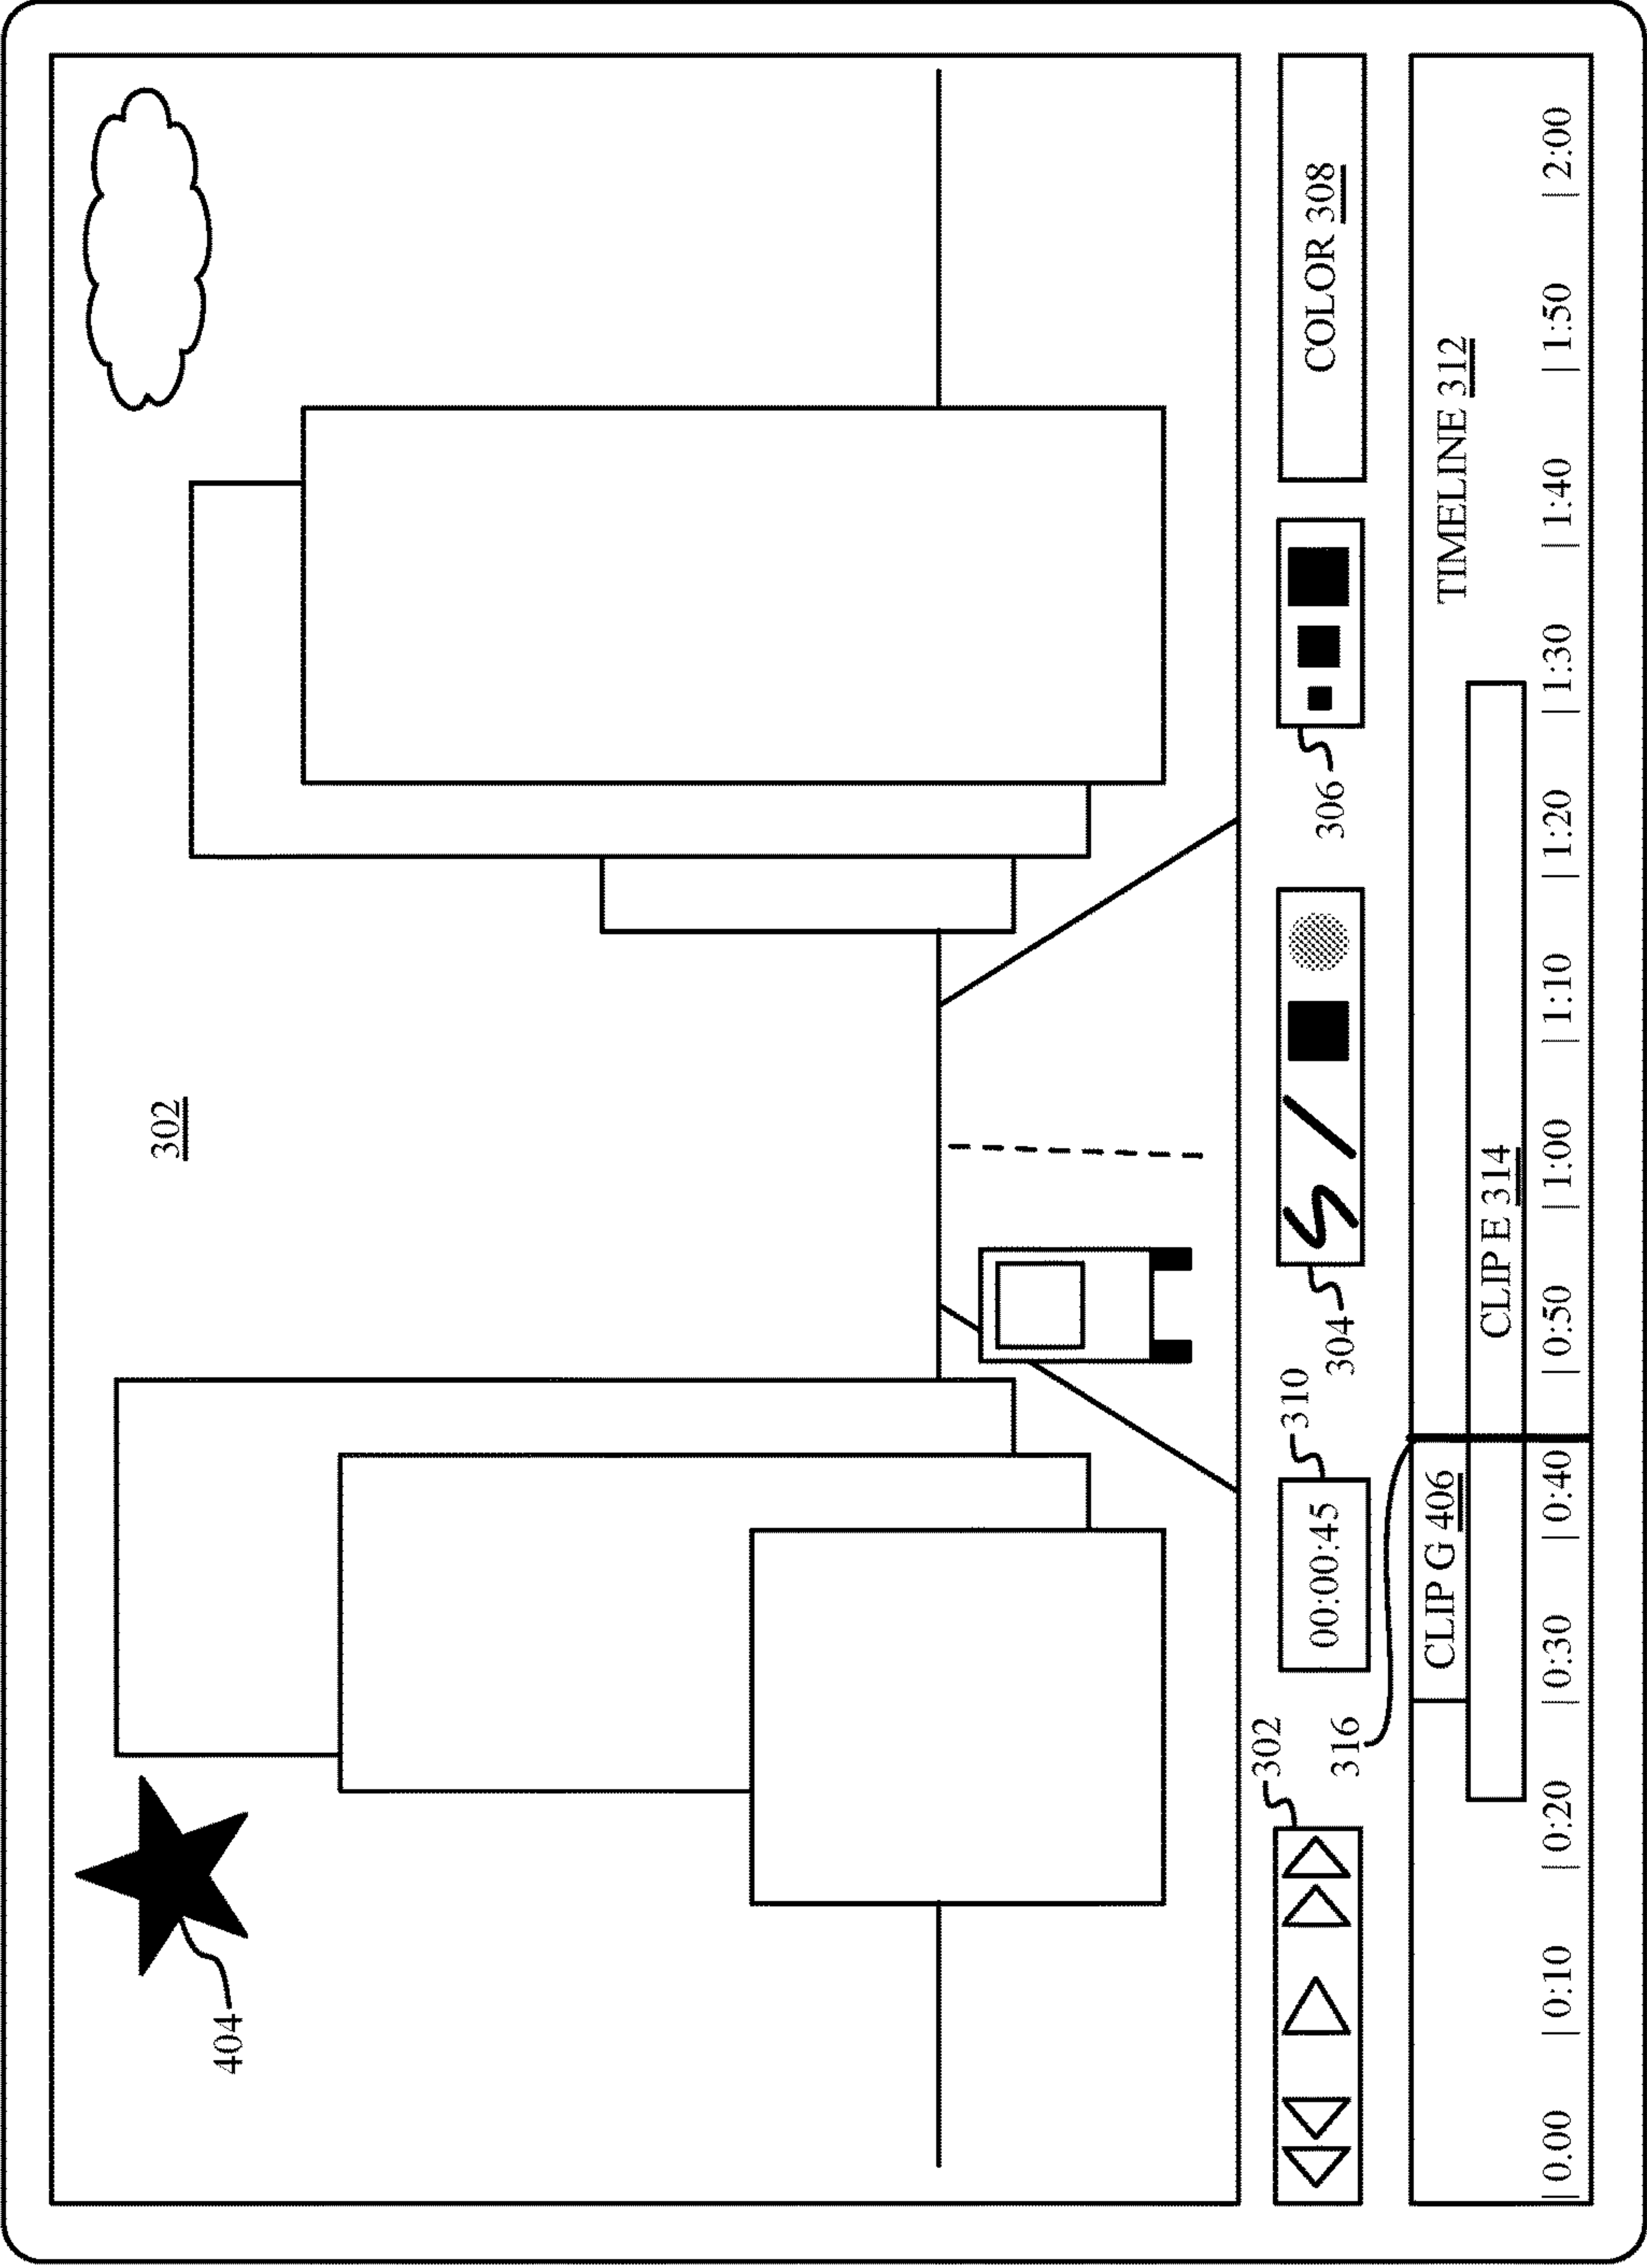 302
404
302
310
304
306
COLOR 308
00:00:45
316
TIMELINE 312
CLIP G 406
CLIP E 314
| 0.00 | 0:10 | 0:20 | 0:30 | 0:40 | 0:50 | 1:00 | 1:10 | 1:20 | 1:30 | 1:40 | 1:50 | 2:00